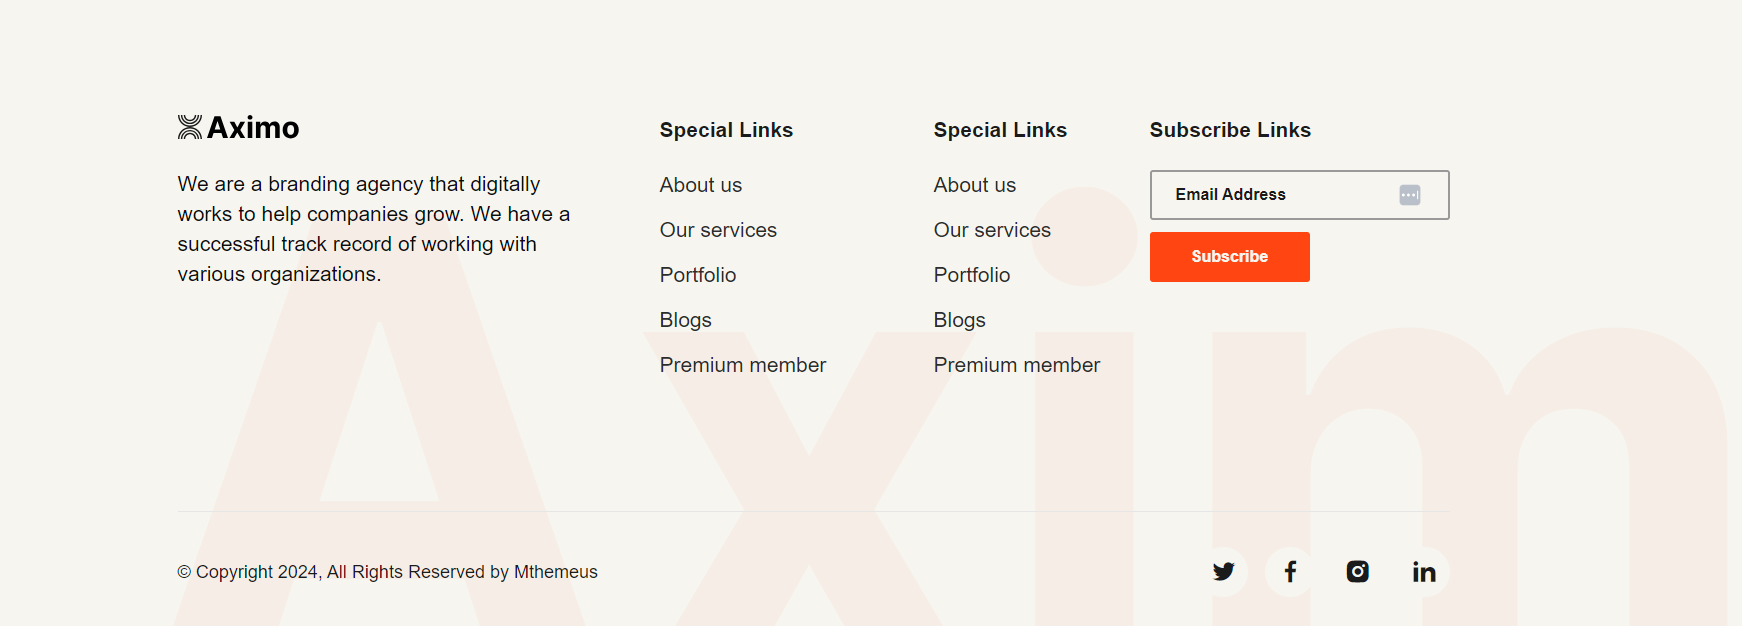 Aximo
We are a branding agency that digitally
works to help companies grow. We have a
successful track record of working with
various organizations.
Special Links
About us
Our services
Portfolio
Blogs
Premium member
Special Links
About us
Our services
Portfolio
Blogs
Premium member
Subscribe Links
Email Address
Subscribe
Axim
© Copyright 2024, All Rights Reserved by Mthemeus